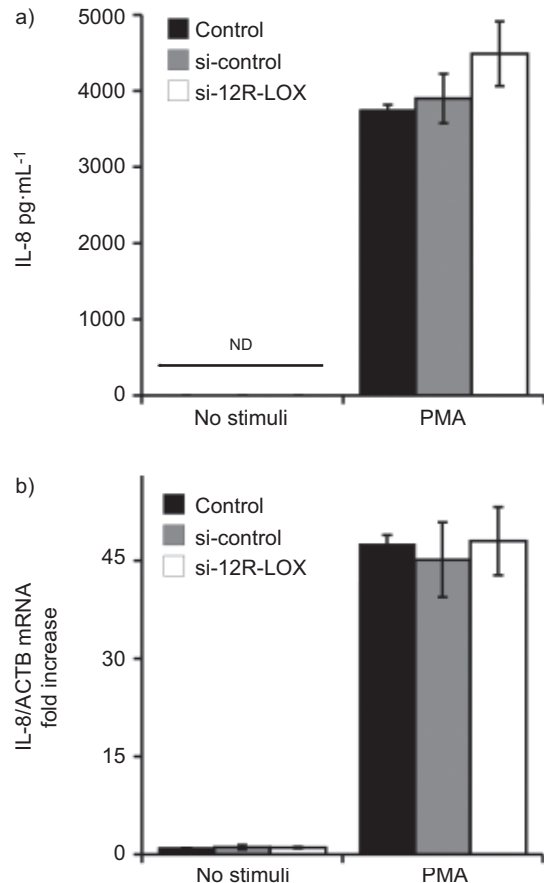 a)
5000
4000
3000
2000
1000
0
IL-8 pg·mL⁻¹
Control
si-control
si-12R-LOX
ND
No stimuli PMA
b)
45
30
15
0
IL-8/ACTB mRNA
fold increase
Control
si-control
si-12R-LOX
No stimuli PMA